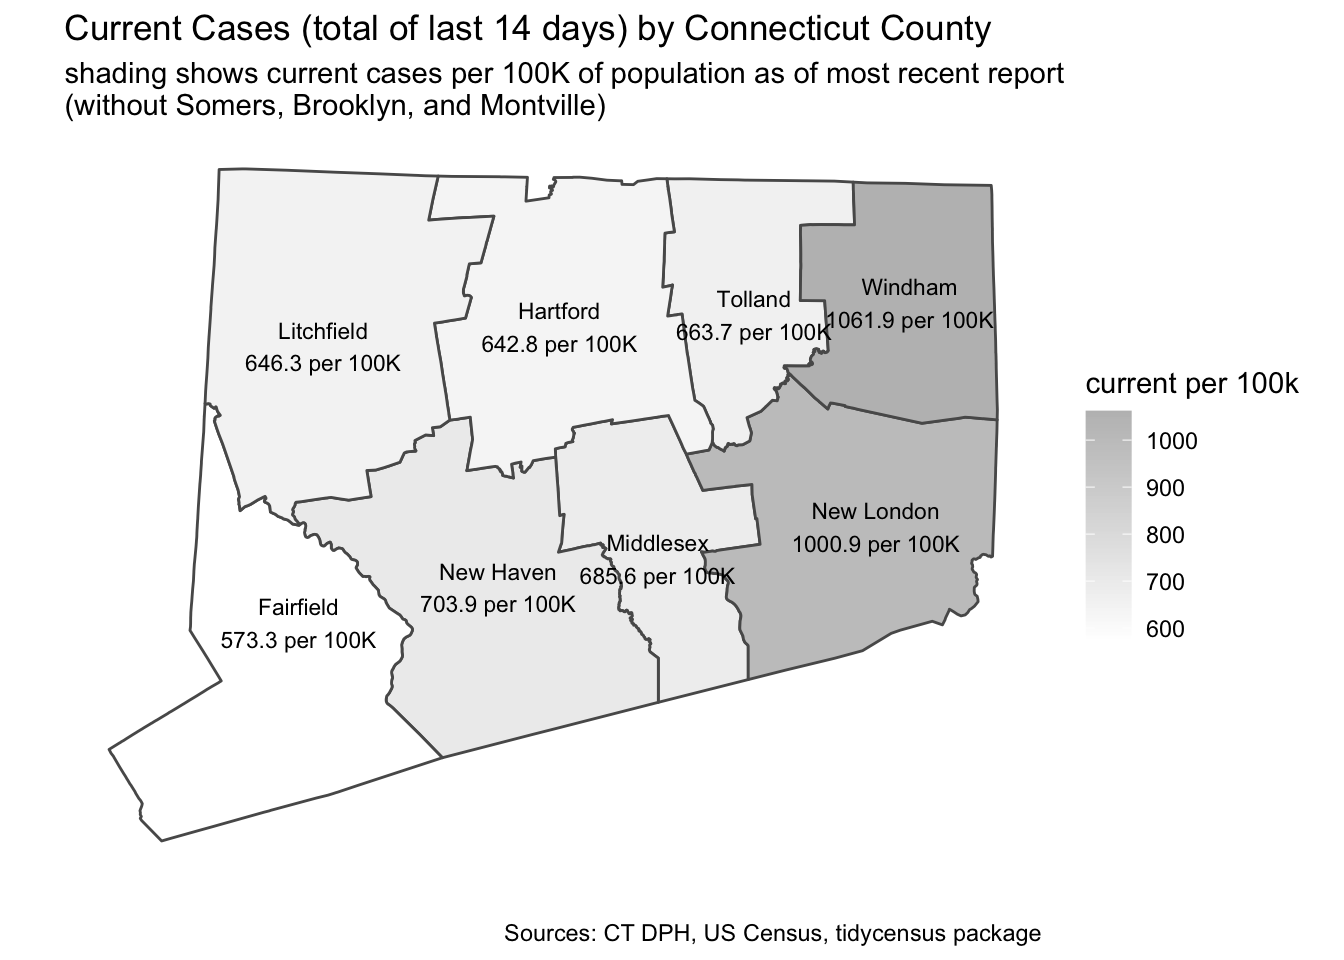 Current Cases (total of last 14 days) by Connecticut County
shading shows current cases per 100K of population as of most recent report
(without Somers, Brooklyn, and Montville)
Litchfield
646.3 per 100K
Hartford
642.8 per 100K
Tolland
663.7 per 100K
Windham
1061.9 per 100K
Fairfield
573.3 per 100K
New Haven
703.9 per 100K
Middlesex
685.6 per 100K
New London
1000.9 per 100K
current per 100k
1000
900
800
700
600
Sources: CT DPH, US Census, tidycensus package